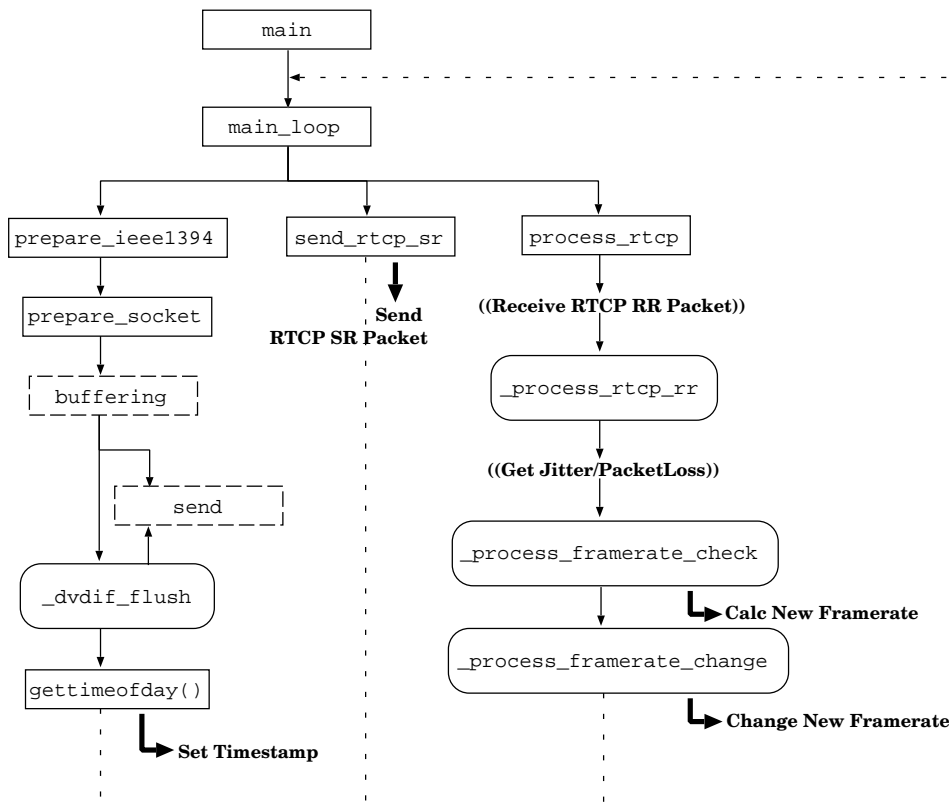 main
main_loop
prepare_ieee1394
send_rtcp_sr
process_rtcp
prepare_socket
Send
RTCP SR Packet
((Receive RTCP RR Packet))
buffering
_process_rtcp_rr
((Get Jitter/PacketLoss))
send
_process_framerate_check
_dvdif_flush
Calc New Framerate
_process_framerate_change
gettimeofday()
Change New Framerate
Set Timestamp